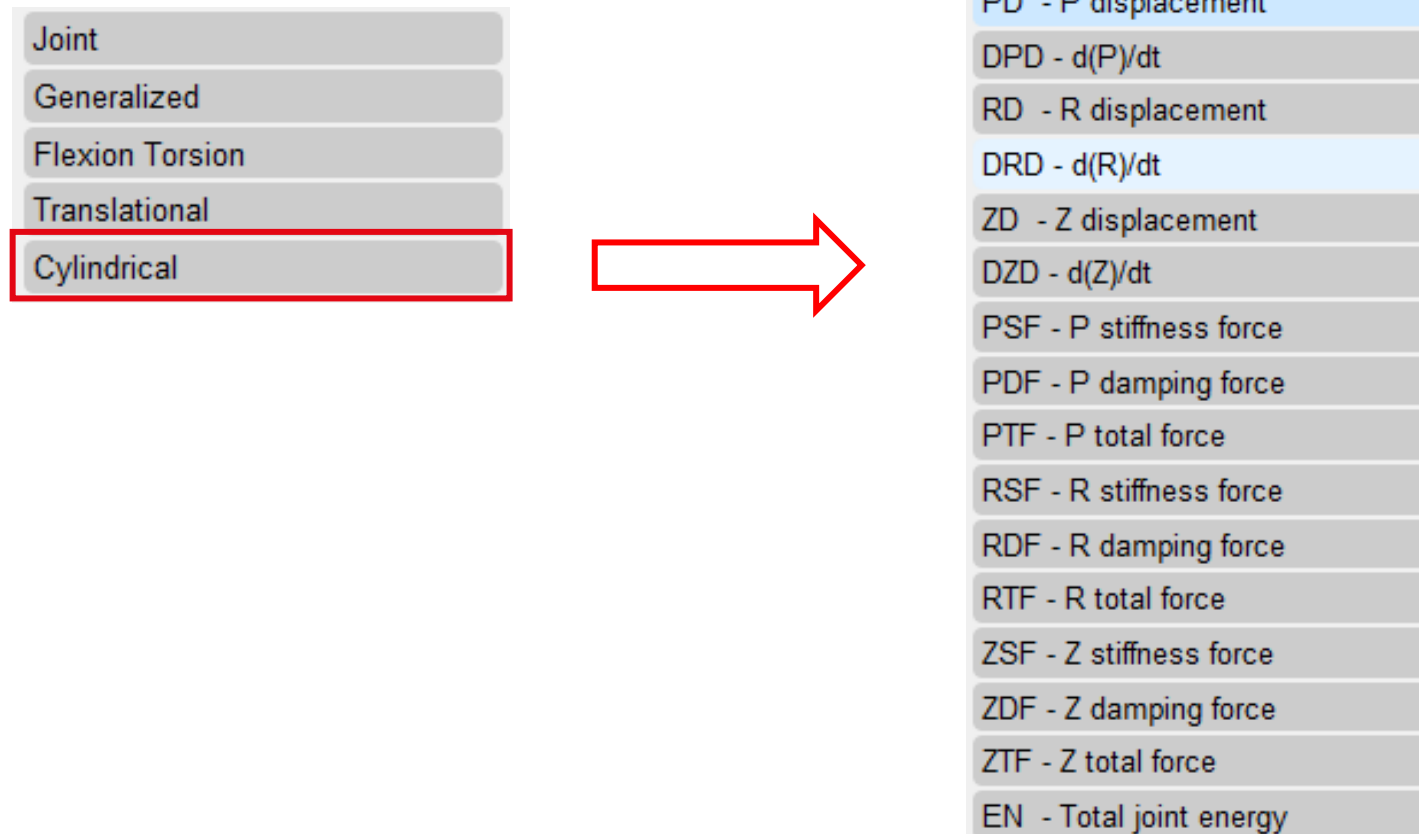 Joint
Generalized
Flexion Torsion
Translational
Cylindrical
PD - P displacement
DPD - d(P)/dt
RD - R displacement
DRD - d(R)/dt
ZD - Z displacement
DZD - d(Z)/dt
PSF - P stiffness force
PDF - P damping force
PTF - P total force
RSF - R stiffness force
RDF - R damping force
RTF - R total force
ZSF - Z stiffness force
ZDF - Z damping force
ZTF - Z total force
EN - Total joint energy